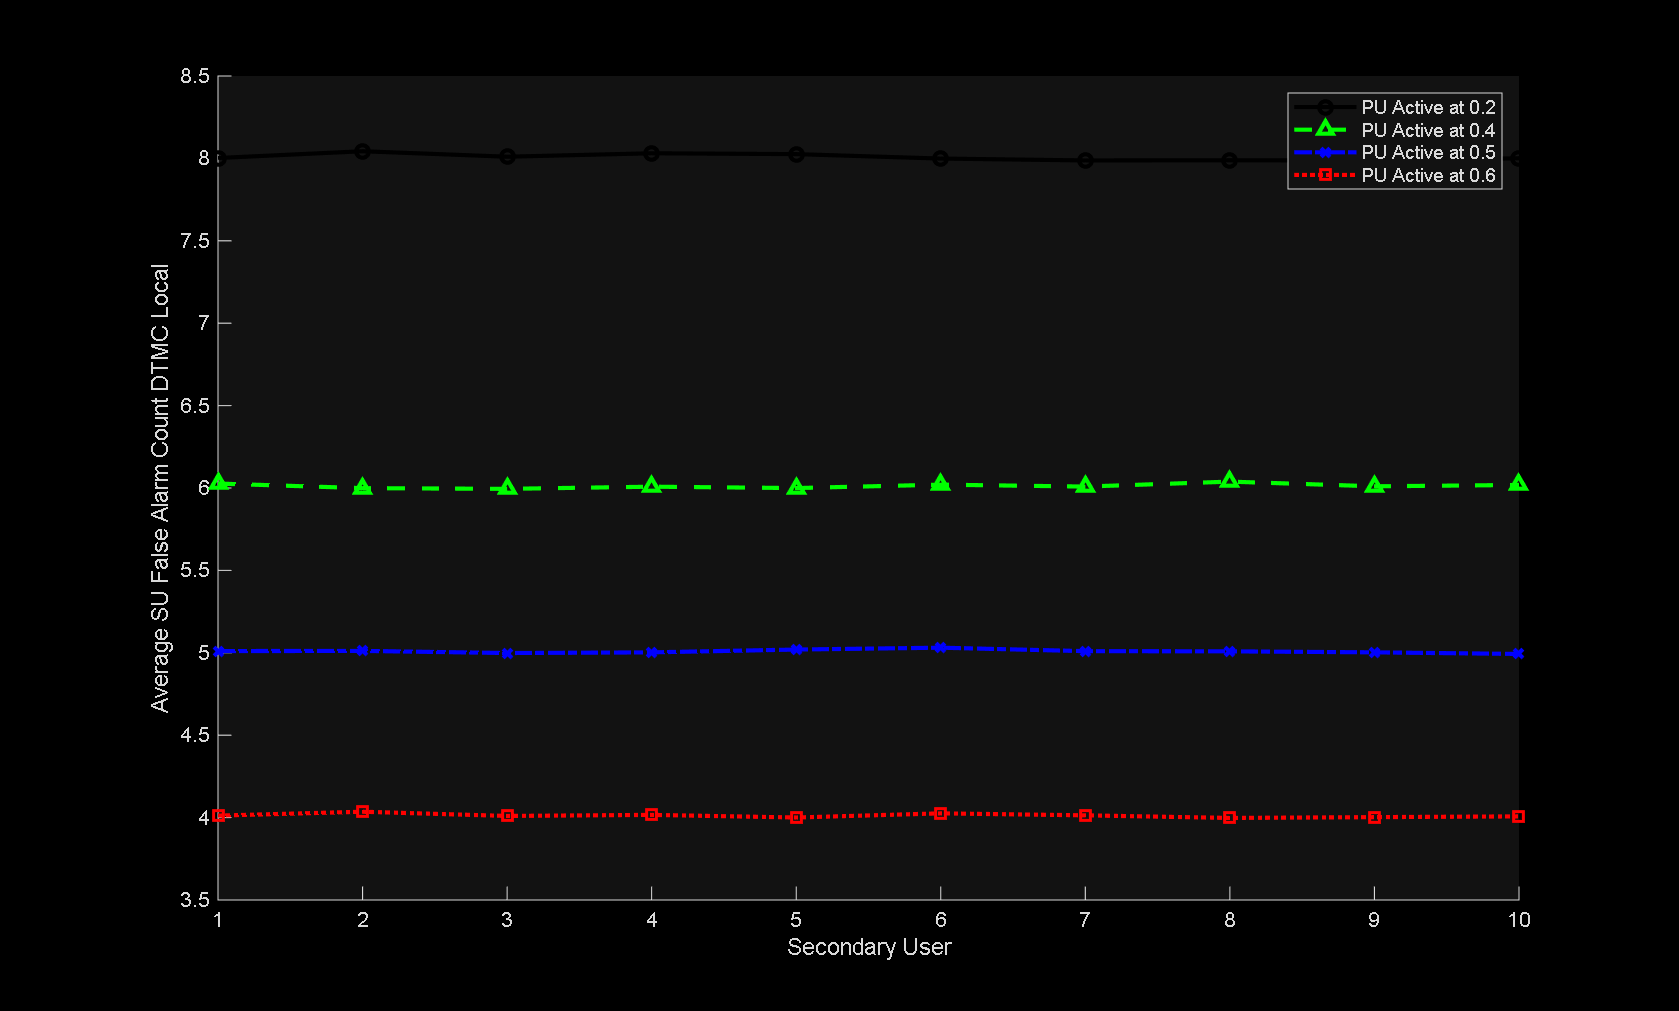 8.5
8
7.5
7
6.5
6
5.5
5
4.5
4
3.5
Average SU False Alarm Count DTMC Local
PU Active at 0.2
PU Active at 0.4
PU Active at 0.5
PU Active at 0.6
1 2 3 4 5 6 7 8 9 10
Secondary User